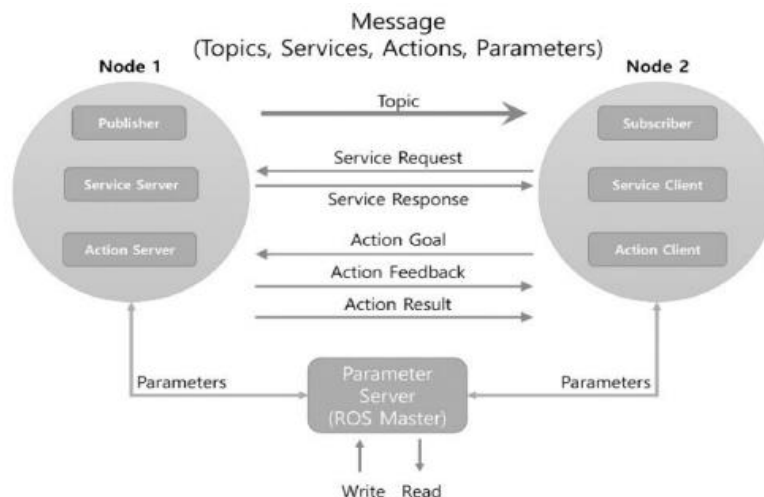 Message
(Topics, Services, Actions, Parameters)
Node 1
Node 2
Topic
Publisher
Subscriber
Service Request
Service Server
Service Client
Service Response
Action Goal
Action Server
Action Client
Action Feedback
Action Result
Parameters
Parameter
Server
(ROS Master)
Parameters
Write
Read